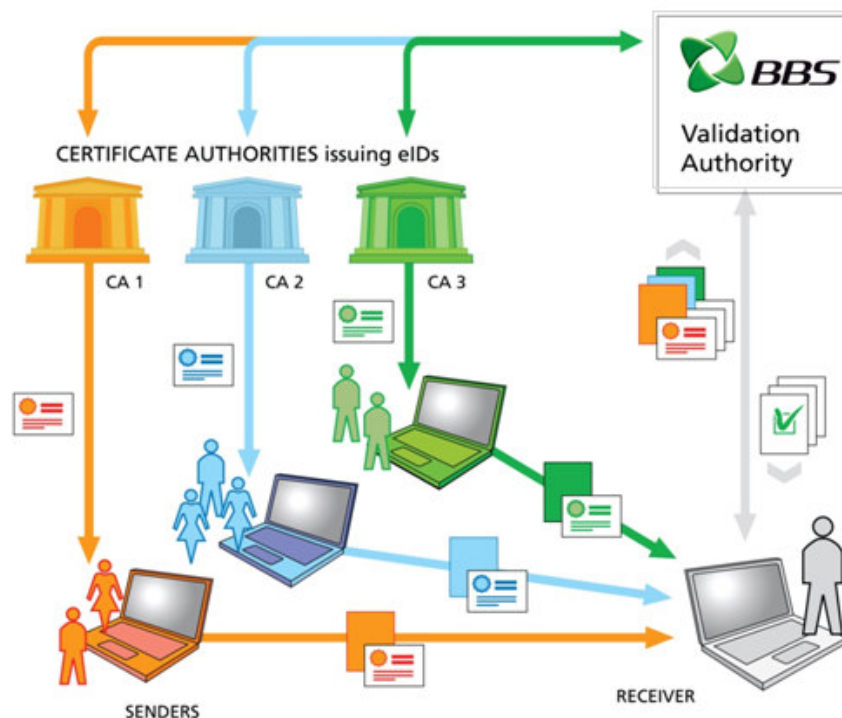 BBS
Validation
Authority
CERTIFICATE AUTHORITIES issuing eIDs
CA 1
CA 2
CA 3
SENDERS
RECEIVER